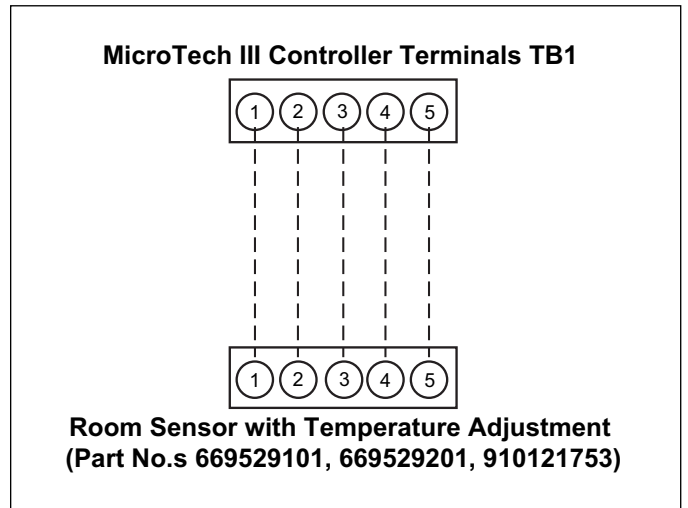 MicroTech III Controller Terminals TB1
1 2 3 4 5
1 2 3 4 5
Room Sensor with Temperature Adjustment
(Part No.s 669529101, 669529201, 910121753)